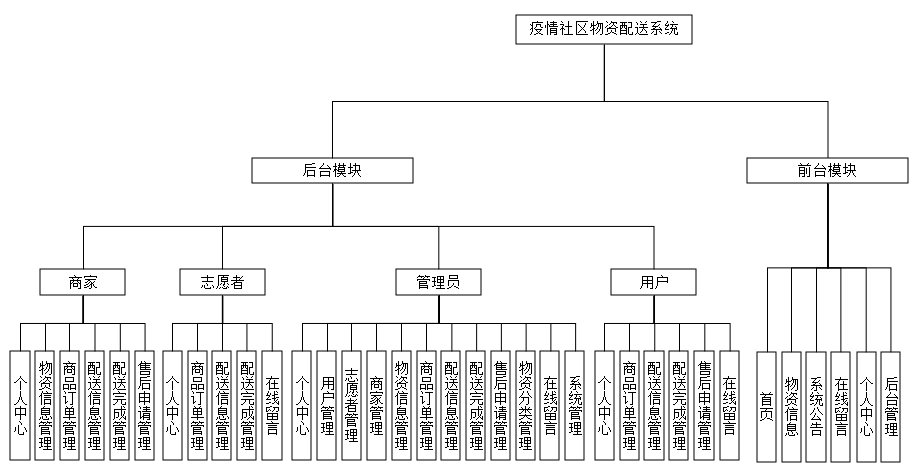 疫情社区物资配送系统
后台模块
前台模块
商家
志愿者
管理员
用户
个人中心
物资信息管理
商品订单管理
配送信息管理
配送完成管理
售后申请管理
个人中心
商品订单管理
配送信息管理
配送完成管理
在线留言
个人中心
用户管理
志愿者管理
商家管理
物资信息管理
商品订单管理
配送信息管理
配送完成管理
售后申请管理
物资分类管理
在线留言
系统管理
个人中心
商品订单管理
配送信息管理
配送完成管理
售后申请管理
在线留言
首页
物资信息
系统公告
在线留言
个人中心
后台管理